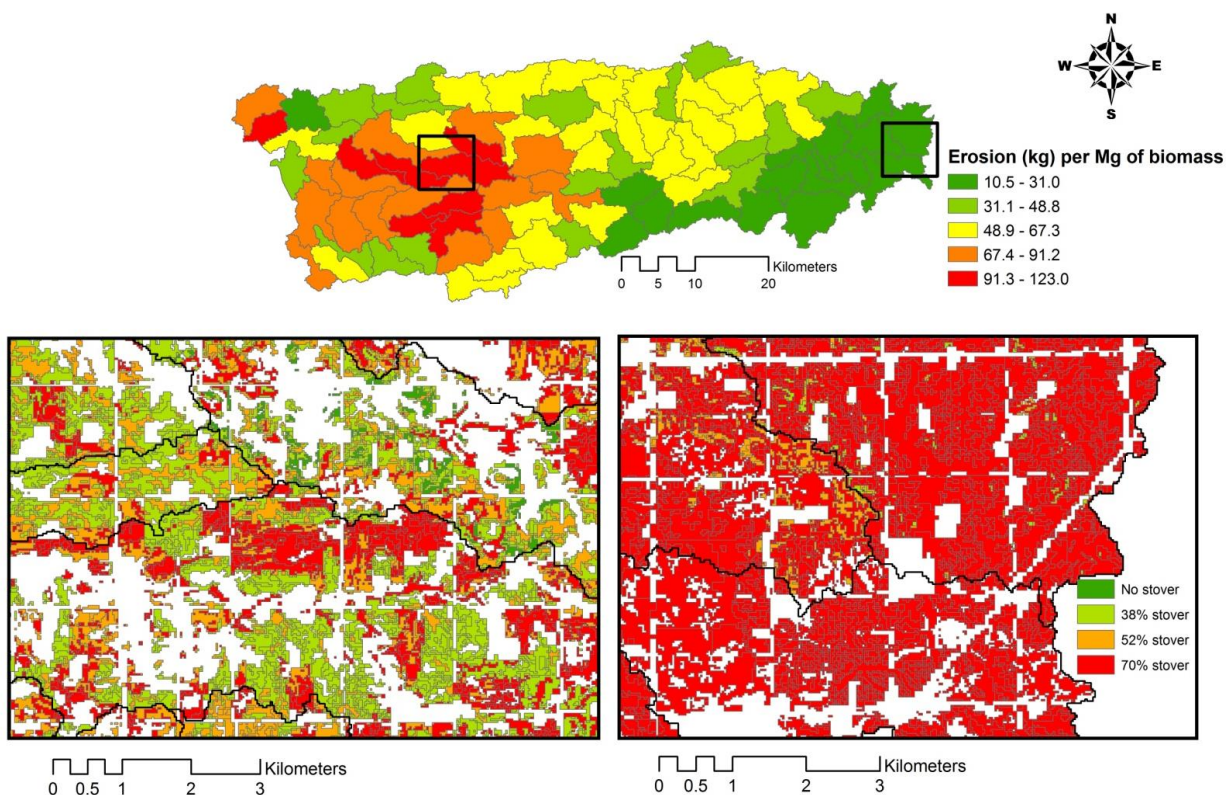 N
W E
S
Erosion (kg) per Mg of biomass
10.5 - 31.0
31.1 - 48.8
48.9 - 67.3
67.4 - 91.2
91.3 - 123.0
Kilometers
0 5 10 20
No stover
38% stover
52% stover
70% stover
Kilometers
0 0.5 1 2 3
Kilometers
0 0.5 1 2 3